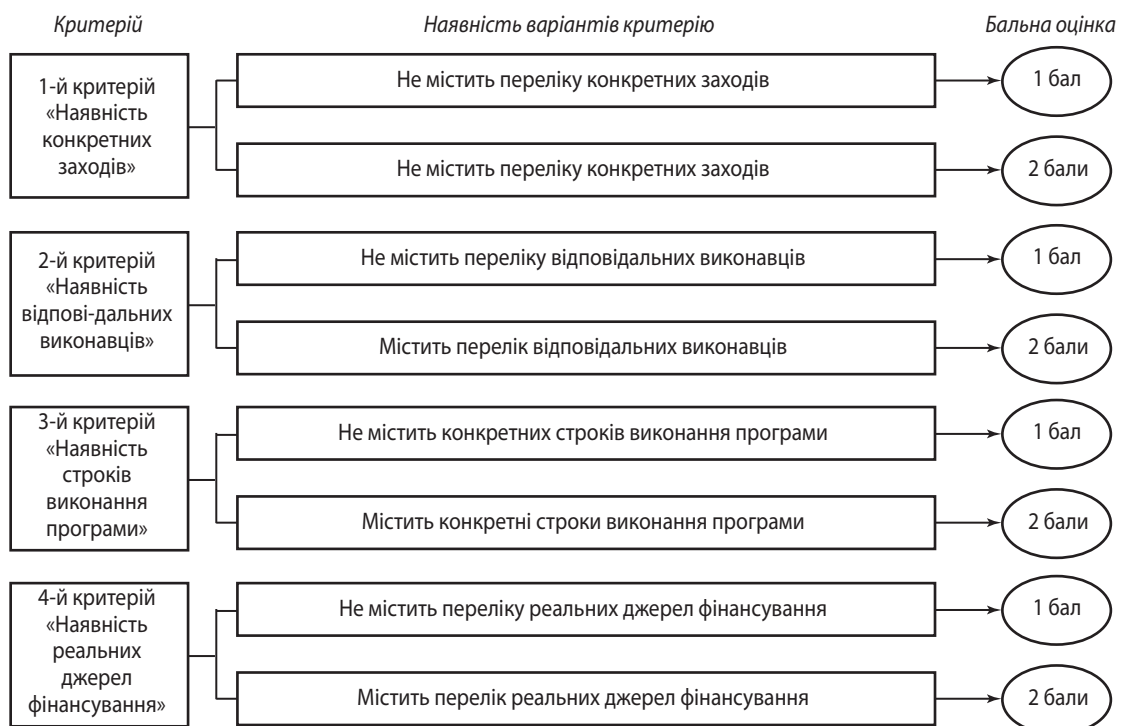 Критерій Наявність варіантів критерію Бальна оцінка
1-й критерій
«Наявність
конкретних
заходів»
Не містить переліку конкретних заходів
1 бал
Не містить переліку конкретних заходів
2 бали
2-й критерій
«Наявність
відпові-дальних
виконавців»
Не містить переліку відповідальних виконавців
1 бал
Містить перелік відповідальних виконавців
2 бали
3-й критерій
«Наявність
строків
виконання
програми»
Не містить конкретних строків виконання програми
1 бал
Містить конкретні строки виконання програми
2 бали
4-й критерій
«Наявність
реальних
джерел
фінансування»
Не містить переліку реальних джерел фінансування
1 бал
Містить перелік реальних джерел фінансування
2 бали